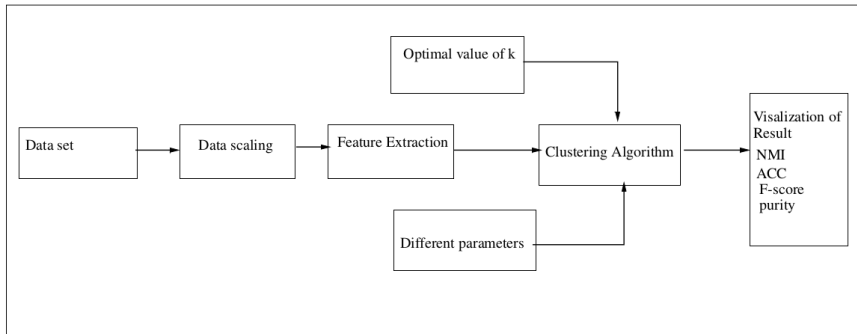 Optimal value of k
Data set
Data scaling
Feature Extraction
Clustering Algorithm
Different parameters
Visalization of
Result
NMI
ACC
F-score
purity